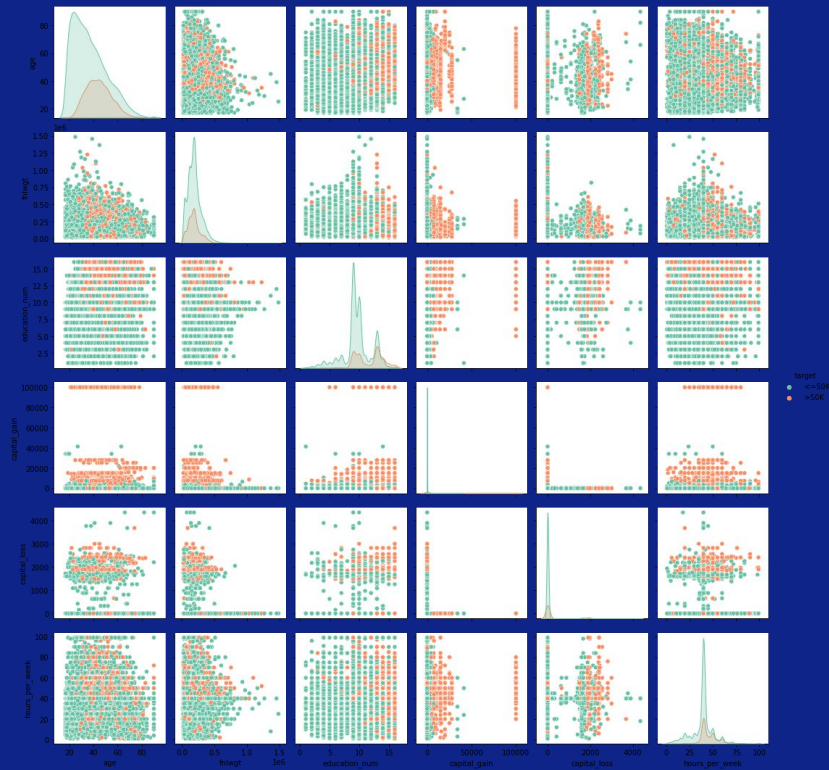 80
60
40
20
age
1e6
1.50
1.25
1.00
0.75
0.50
0.25
0.00
fnlwgt
15.0
12.5
10.0
7.5
5.0
2.5
education_num
target
<=50K
>50K
100000
80000
60000
40000
20000
0
capital_gain
4000
3000
2000
1000
0
capital_loss
100
80
60
40
20
0
hours_per_week
20 40 60 80
age
0.0 0.5 1.0 1.5
1e6
fnlwgt
0 5 10 15
education_num
0 50000 100000
capital_gain
0 2000 4000
capital_loss
0 25 50 75 100
hours_per_week